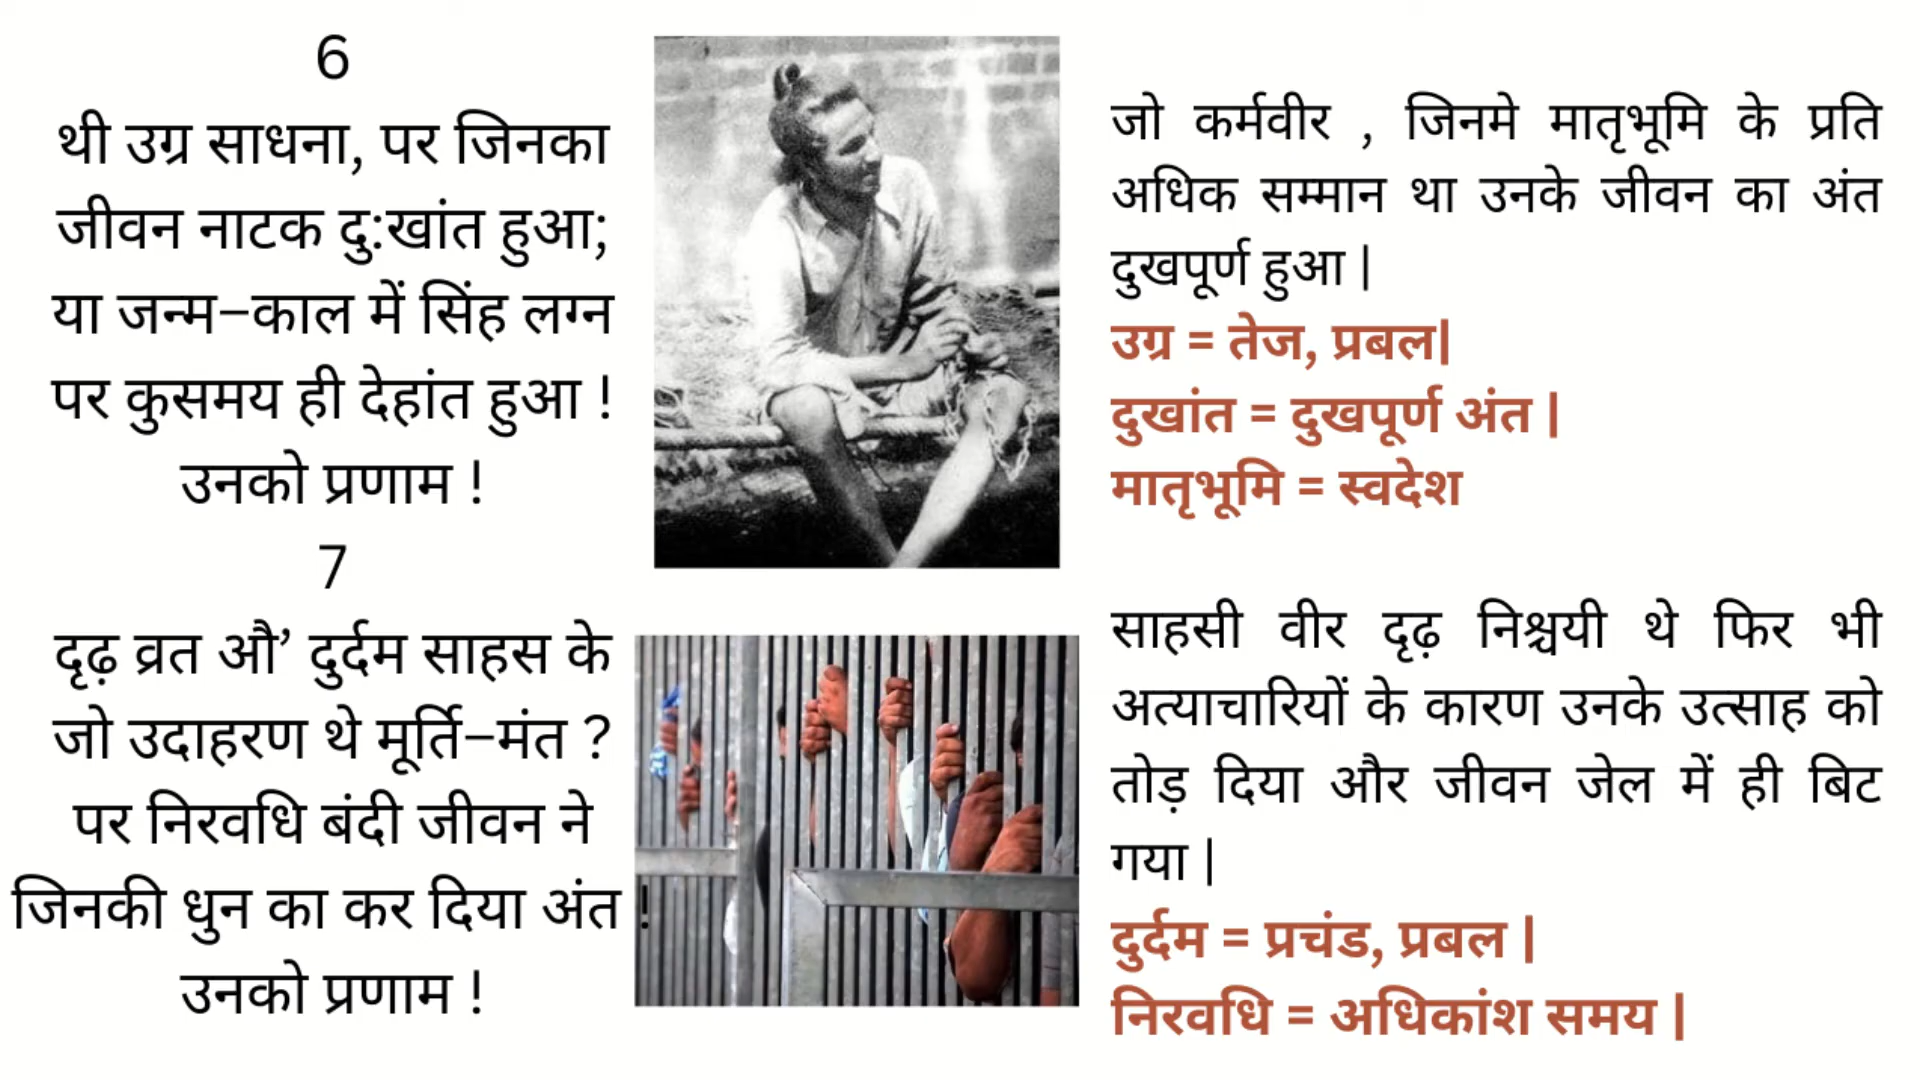 6
थी उग्र साधना, पर जिनका
जीवन नाटक दु:खांत हुआ;
या जन्म–काल में सिंह लग्न
पर कुसमय ही देहांत हुआ !
उनको प्रणाम !
7
दृढ़ व्रत औ’ दुर्दम साहस के
जो उदाहरण थे मूर्ति–मंत ?
पर निरवधि बंदी जीवन ने
जिनकी धुन का कर दिया अंत !
उनको प्रणाम !
जो कर्मवीर , जिनमे मातृभूमि के प्रति
अधिक सम्मान था उनके जीवन का अंत
दुखपूर्ण हुआ |
उग्र = तेज, प्रबल|
दुखांत = दुखपूर्ण अंत |
मातृभूमि = स्वदेश
साहसी वीर दृढ़ निश्चयी थे फिर भी
अत्याचारियों के कारण उनके उत्साह को
तोड़ दिया और जीवन जेल में ही बिट
गया |
दुर्दम = प्रचंड, प्रबल |
निरवधि = अधिकांश समय |